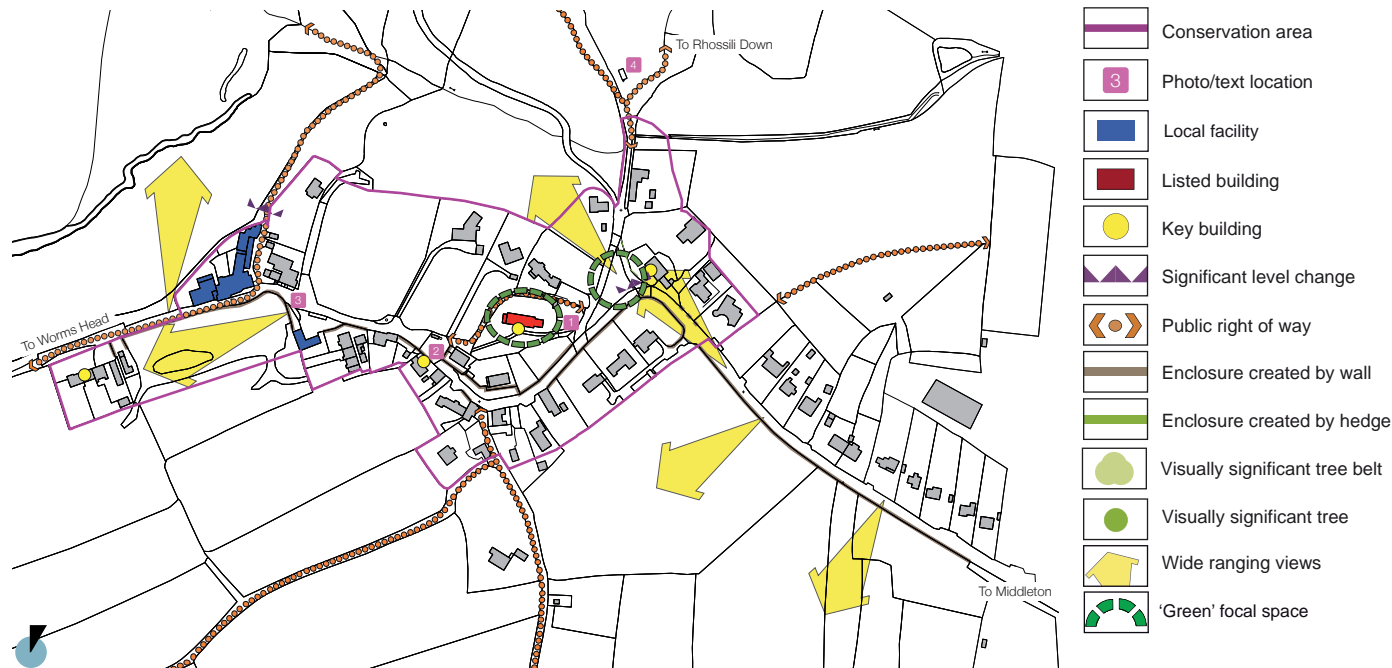 To Rhossili Down
4
3
1
2
To Worms Head
To Middleton
Conservation area
3
Photo/text location
Local facility
Listed building
Key building
Significant level change
Public right of way
Enclosure created by wall
Enclosure created by hedge
Visually significant tree belt
Visually significant tree
Wide ranging views
‘Green’ focal space